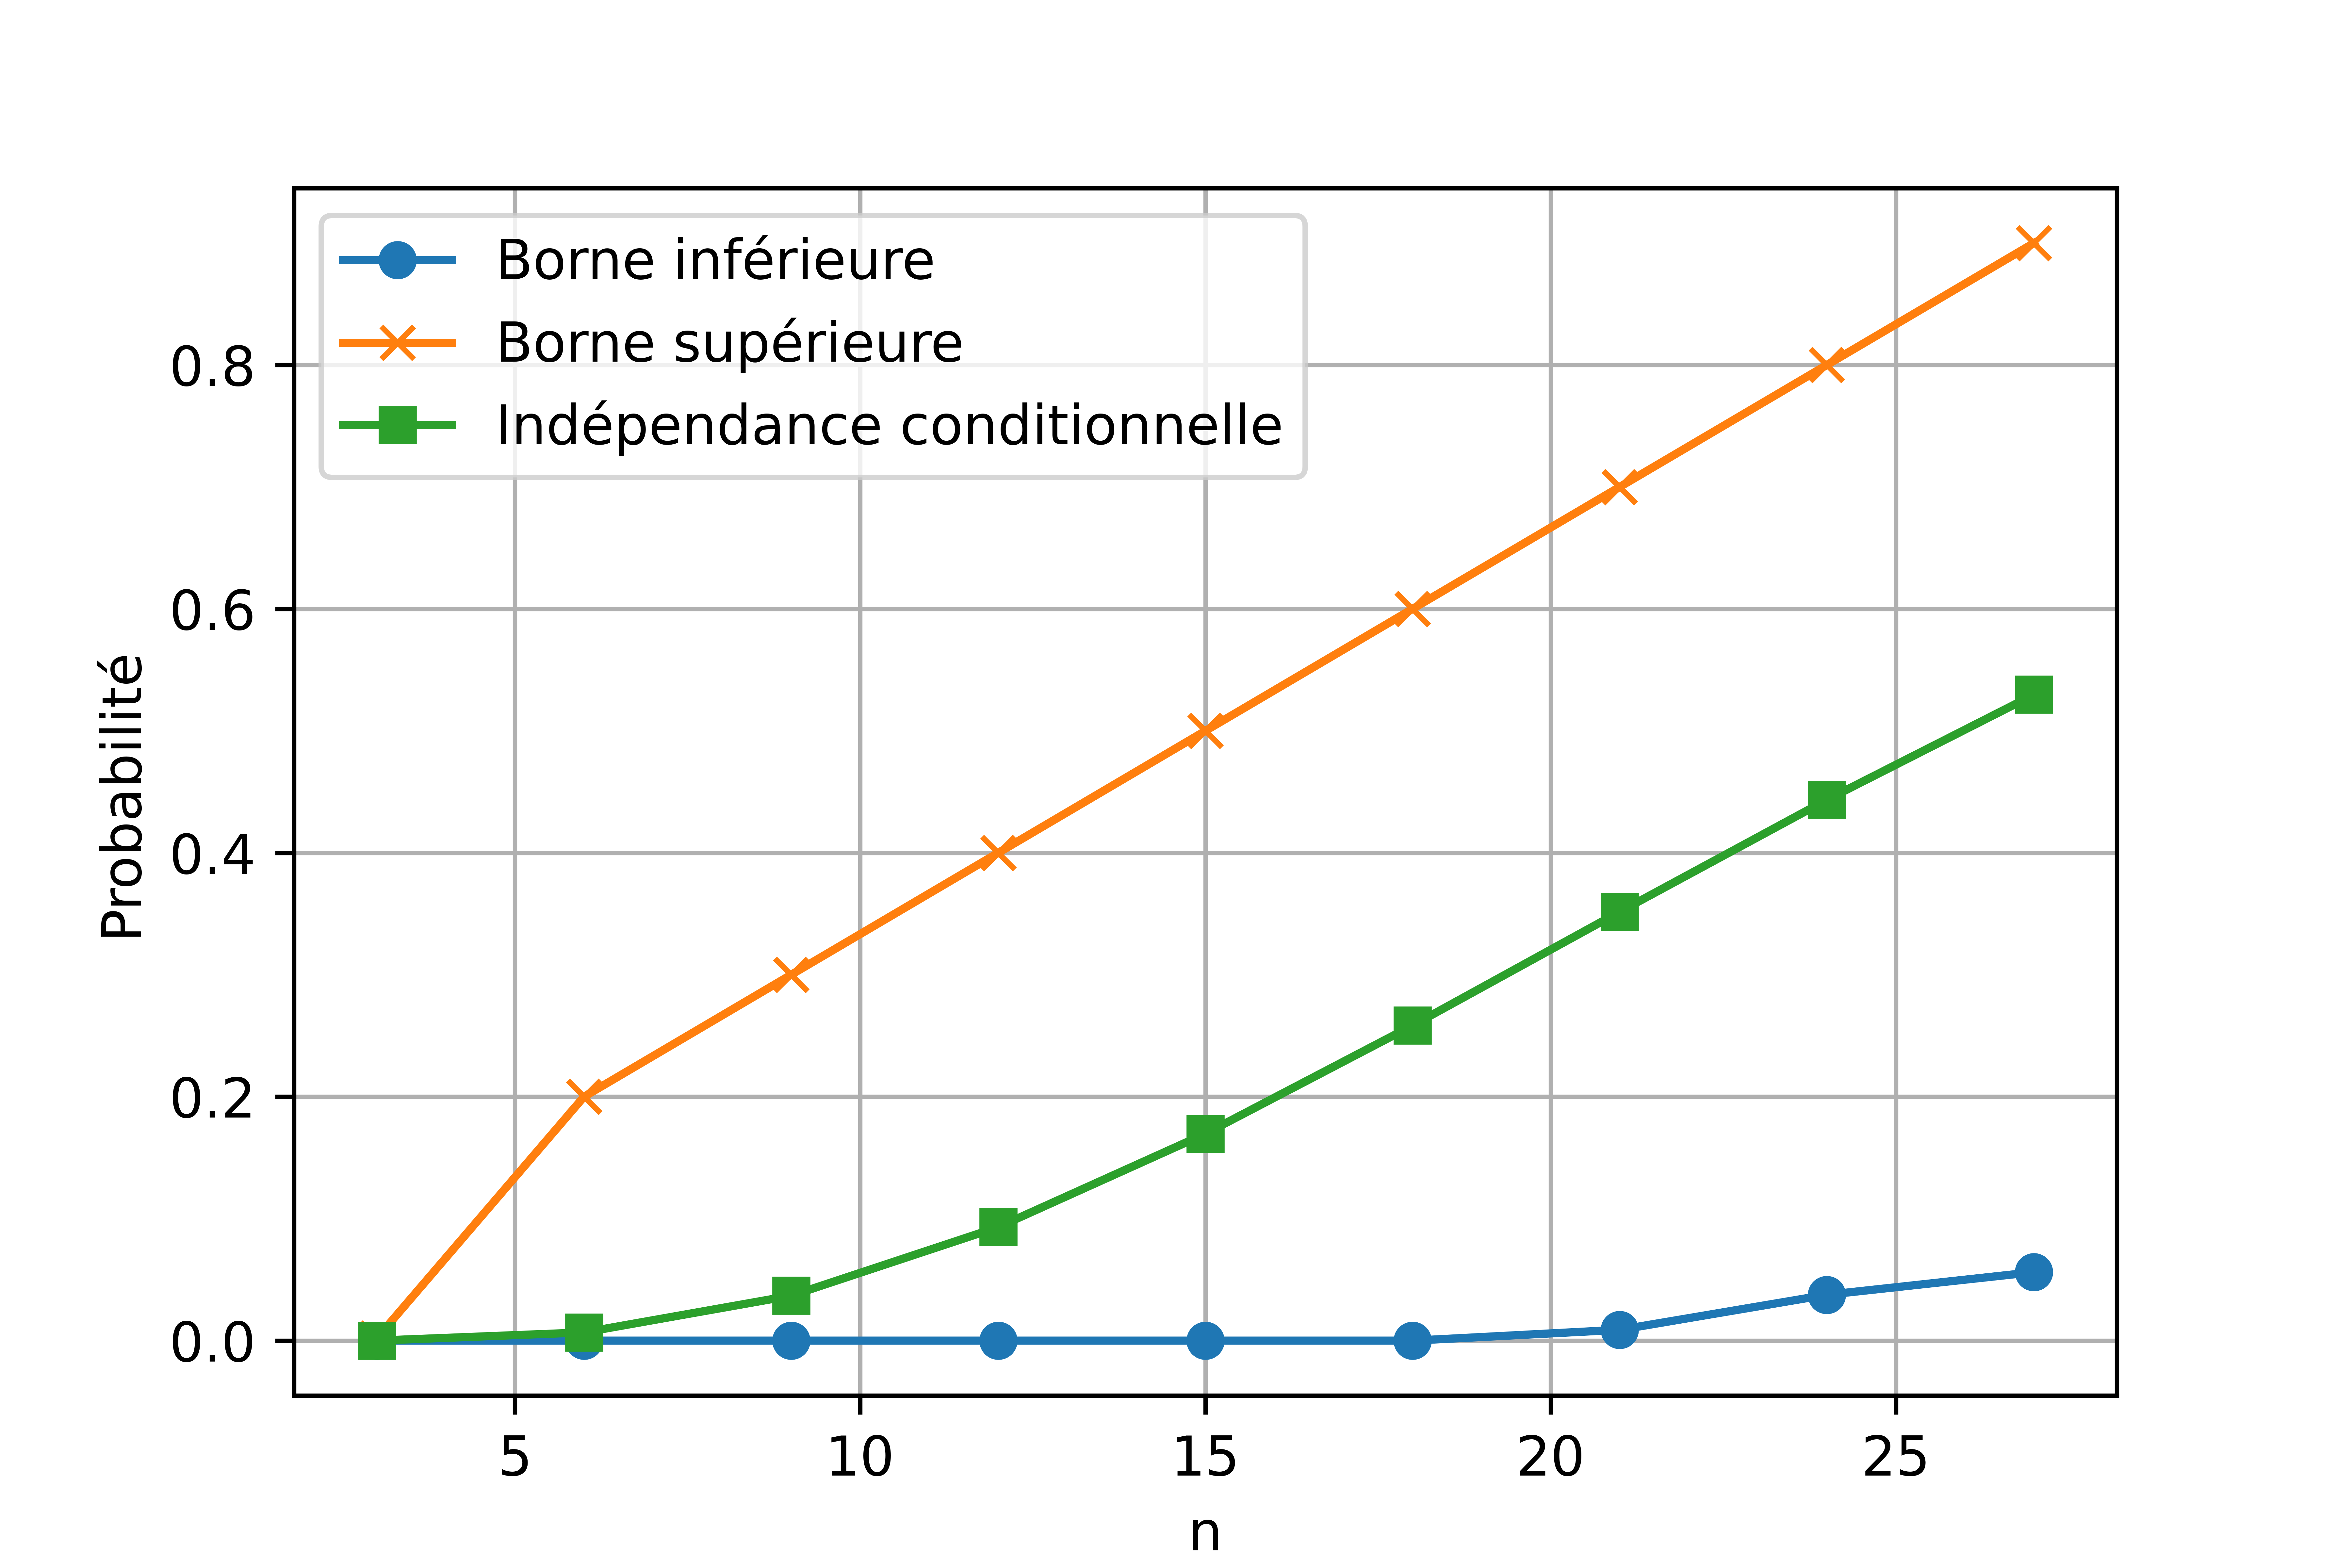 Borne inférieure
Borne supérieure
Indépendance conditionnelle
Probabilité
0.8
0.6
0.4
0.2
0.0
5 10 15 20 25
n